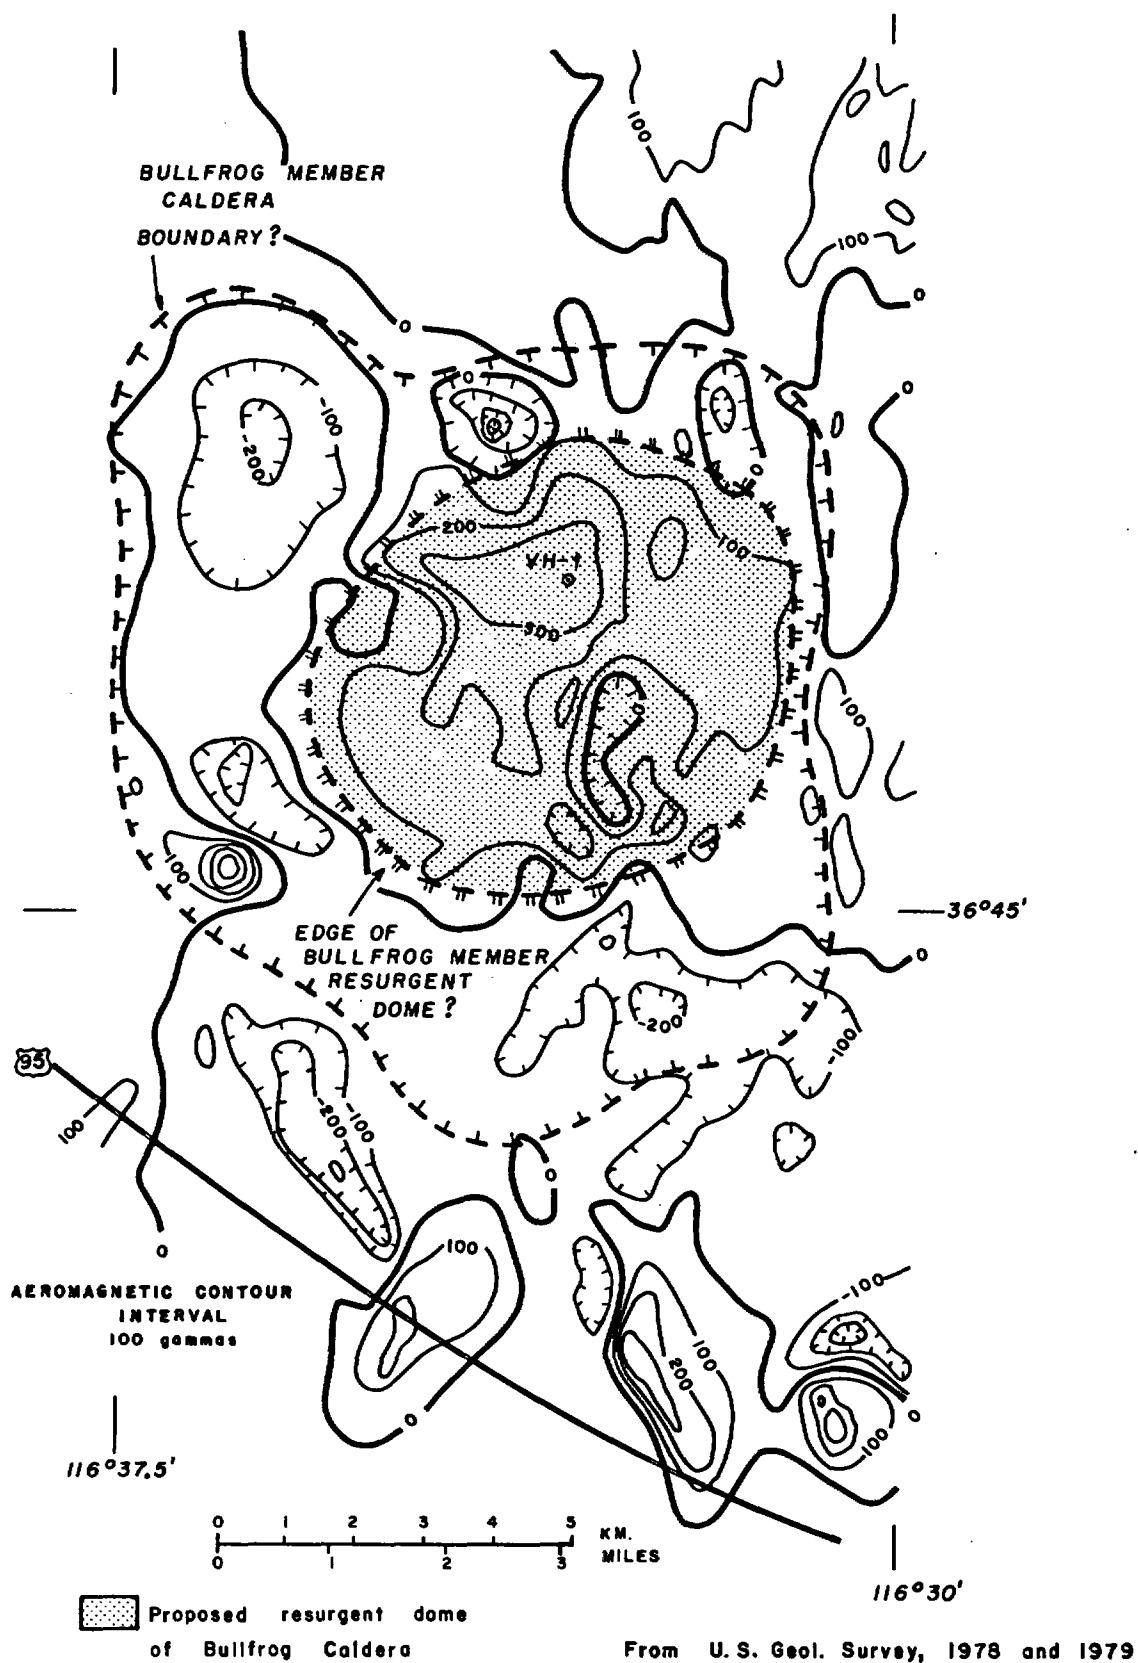 100
BULLFROG MEMBER
CALDERA
BOUNDARY?
100
0
0
0
0
-100
-200
0
200
100
VH-1
300
0
100
100
36°45'
EDGE OF
BULLFROG MEMBER
RESURGENT
DOME?
0
-200
-100
95
100
-200
-100
0
0
100
AEROMAGNETIC CONTOUR
INTERVAL
100 gammas
-100
100
200
0
0
100
116°37.5'
0 1 2 3 4 5 KM.
0 1 2 3 MILES
116°30'
Proposed resurgent dome
of Bullfrog Caldera
From U.S. Geol. Survey, 1978 and 1979